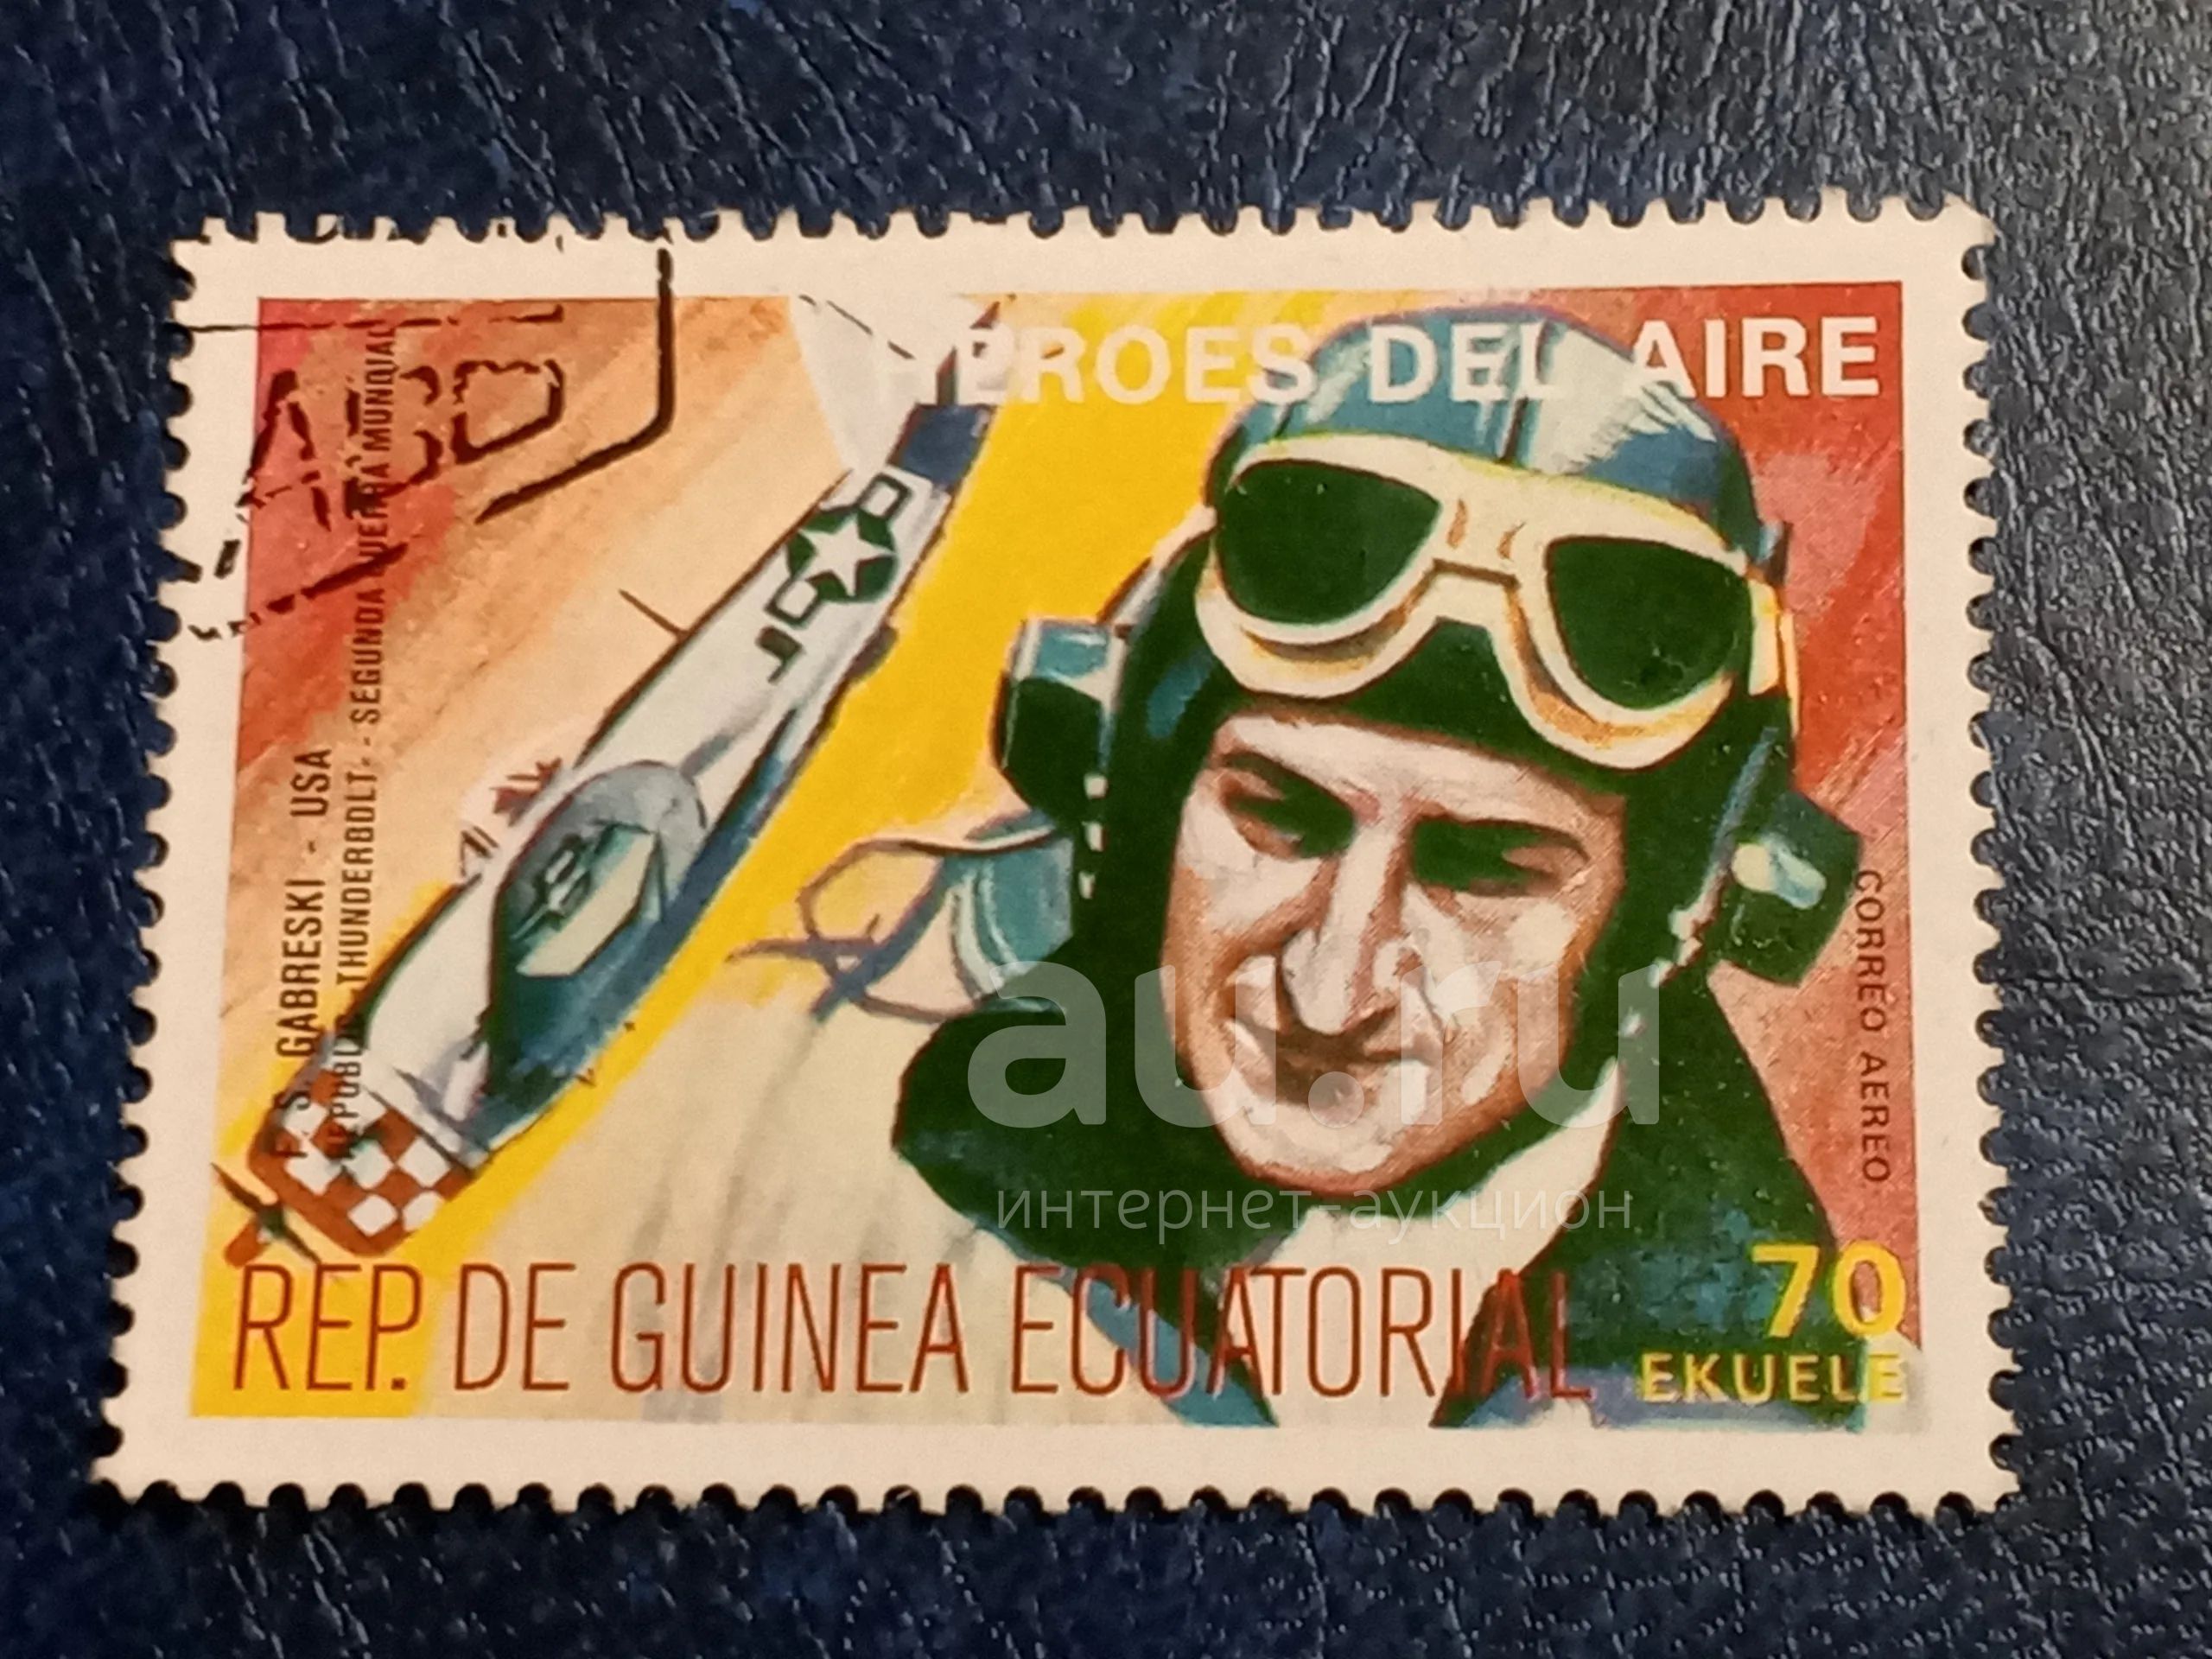 HEROES DEL AIRE
F. S. GABRESKI - USA
REPUBLIC THUNDERBOLT - SEGUNDA GUERRA MUNDIAL
CORREO AEREO
au.ru
интернет-аукцион
70
EKUELE
REP. DE GUINEA ECUATORIAL